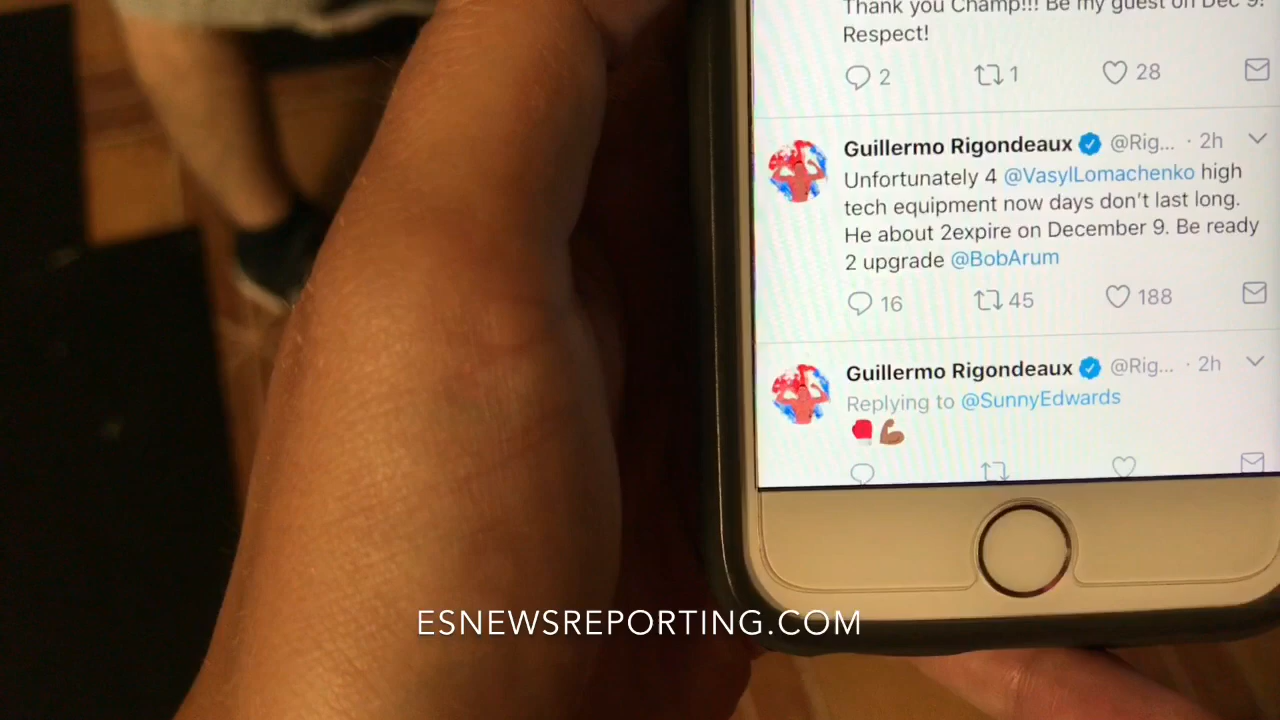 Thank you Champ!!! Be my guest on Dec 9!
Respect!
2 1 28
Guillermo Rigondeaux @Rig... · 2h
Unfortunately 4 @VasylLomachenko high
tech equipment now days don't last long.
He about 2expire on December 9. Be ready
2 upgrade @BobArum
16 45 188
Guillermo Rigondeaux @Rig... · 2h
Replying to @SunnyEdwards
🥊💪🏾
ESNEWSREPORTING.COM